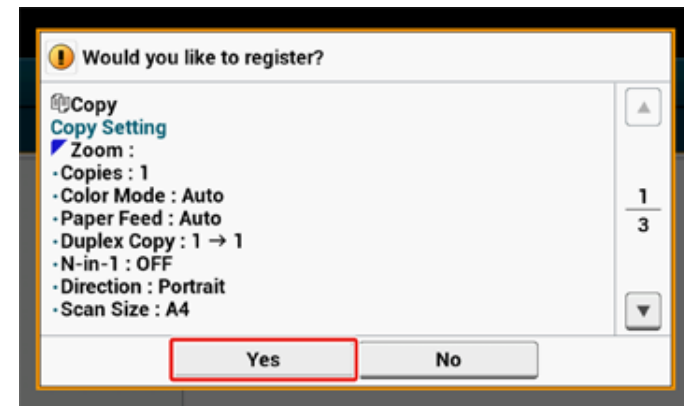 Would you like to register?
Copy
Copy Setting
Zoom :
·Copies : 1
·Color Mode : Auto
·Paper Feed : Auto
·Duplex Copy : 1 → 1
·N-in-1 : OFF
·Direction : Portrait
·Scan Size : A4
1
3
Yes
No